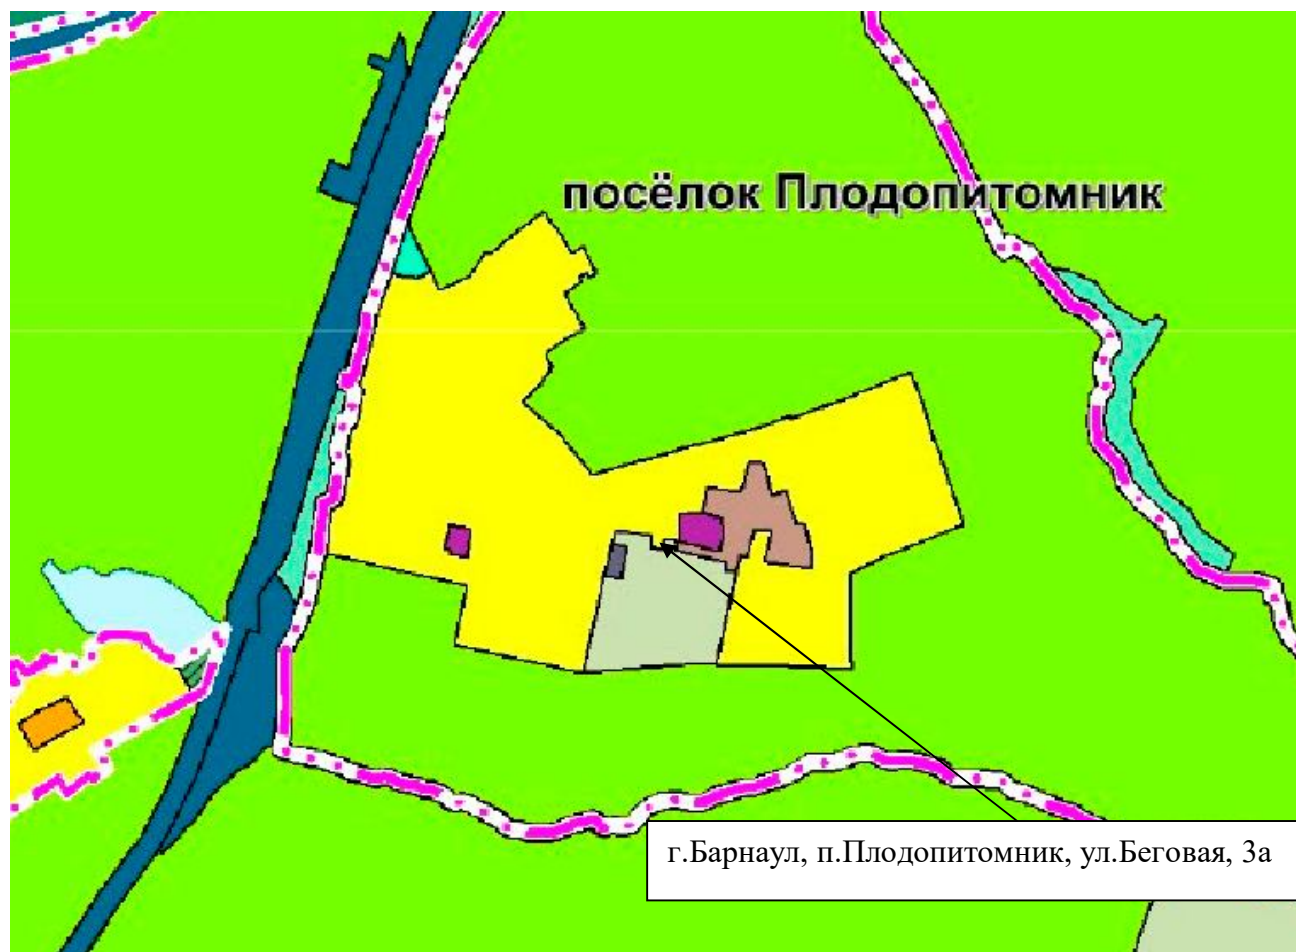 посёлок Плодопитомник
г.Барнаул, п.Плодопитомник, ул.Беговая, 3а